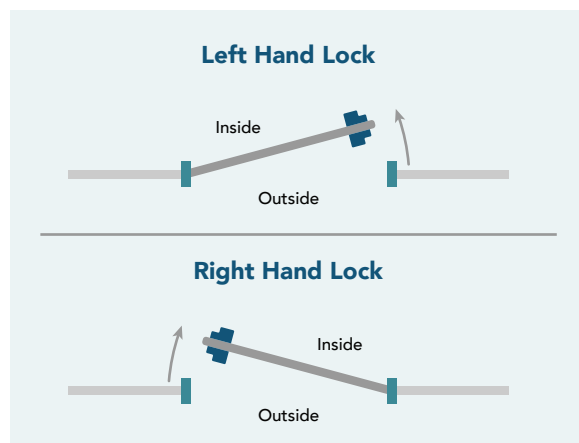 Left Hand Lock
Inside
Outside
Right Hand Lock
Inside
Outside